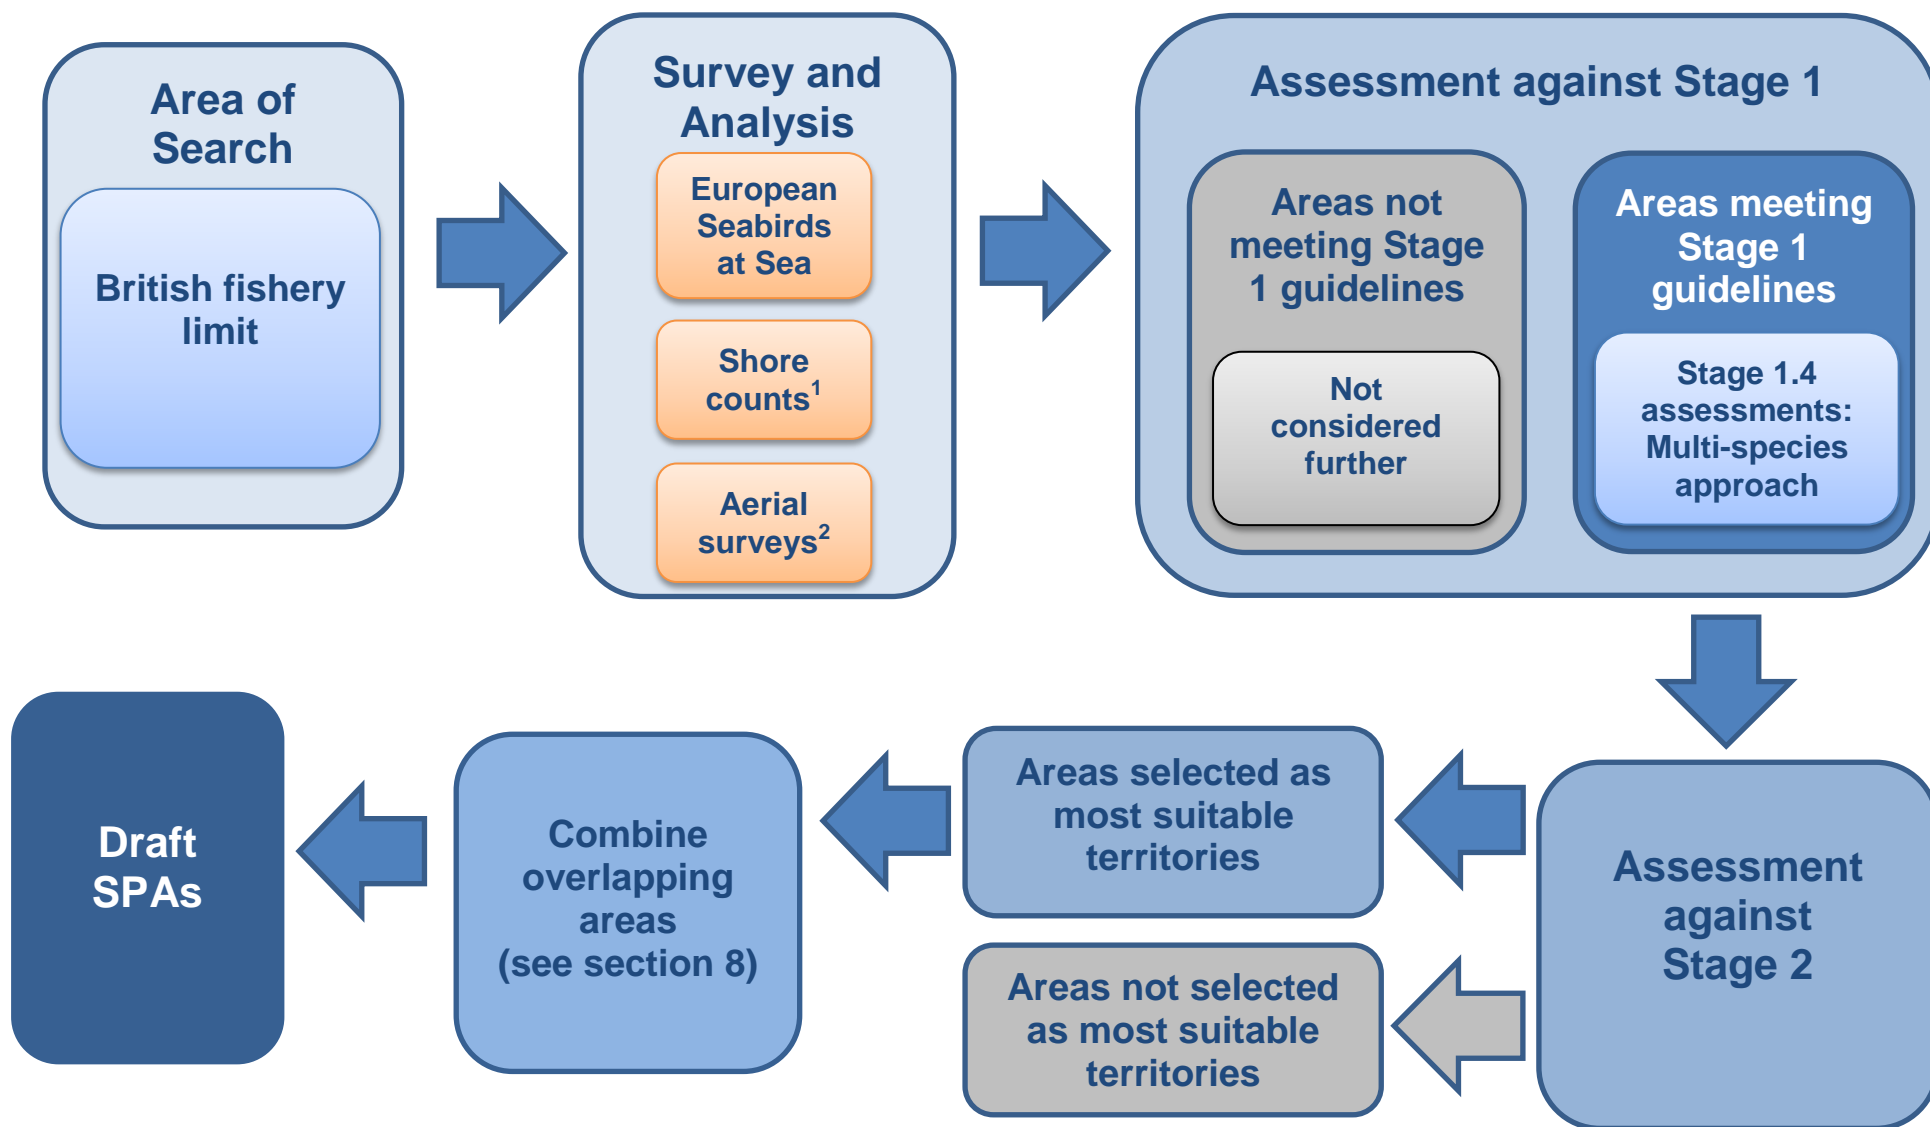 Area of
Search
British fishery
limit
Survey and
Analysis
European
Seabirds
at Sea
Shore
counts¹
Aerial
surveys²
Assessment against Stage 1
Areas not
meeting Stage
1 guidelines
Not
considered
further
Areas meeting
Stage 1
guidelines
Stage 1.4
assessments:
Multi-species
approach
Assessment
against
Stage 2
Areas selected as
most suitable
territories
Areas not selected
as most suitable
territories
Combine
overlapping
areas
(see section 8)
Draft
SPAs